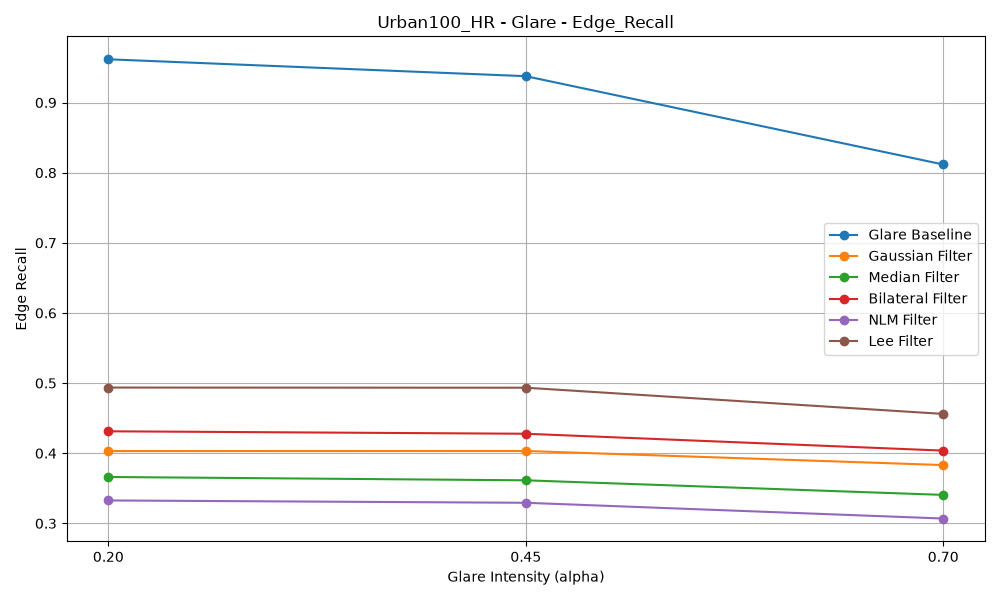 Urban100_HR - Glare - Edge_Recall
Edge Recall
0.9
0.8
0.7
0.6
0.5
0.4
0.3
0.20
0.45
0.70
Glare Intensity (alpha)
Glare Baseline
Gaussian Filter
Median Filter
Bilateral Filter
NLM Filter
Lee Filter